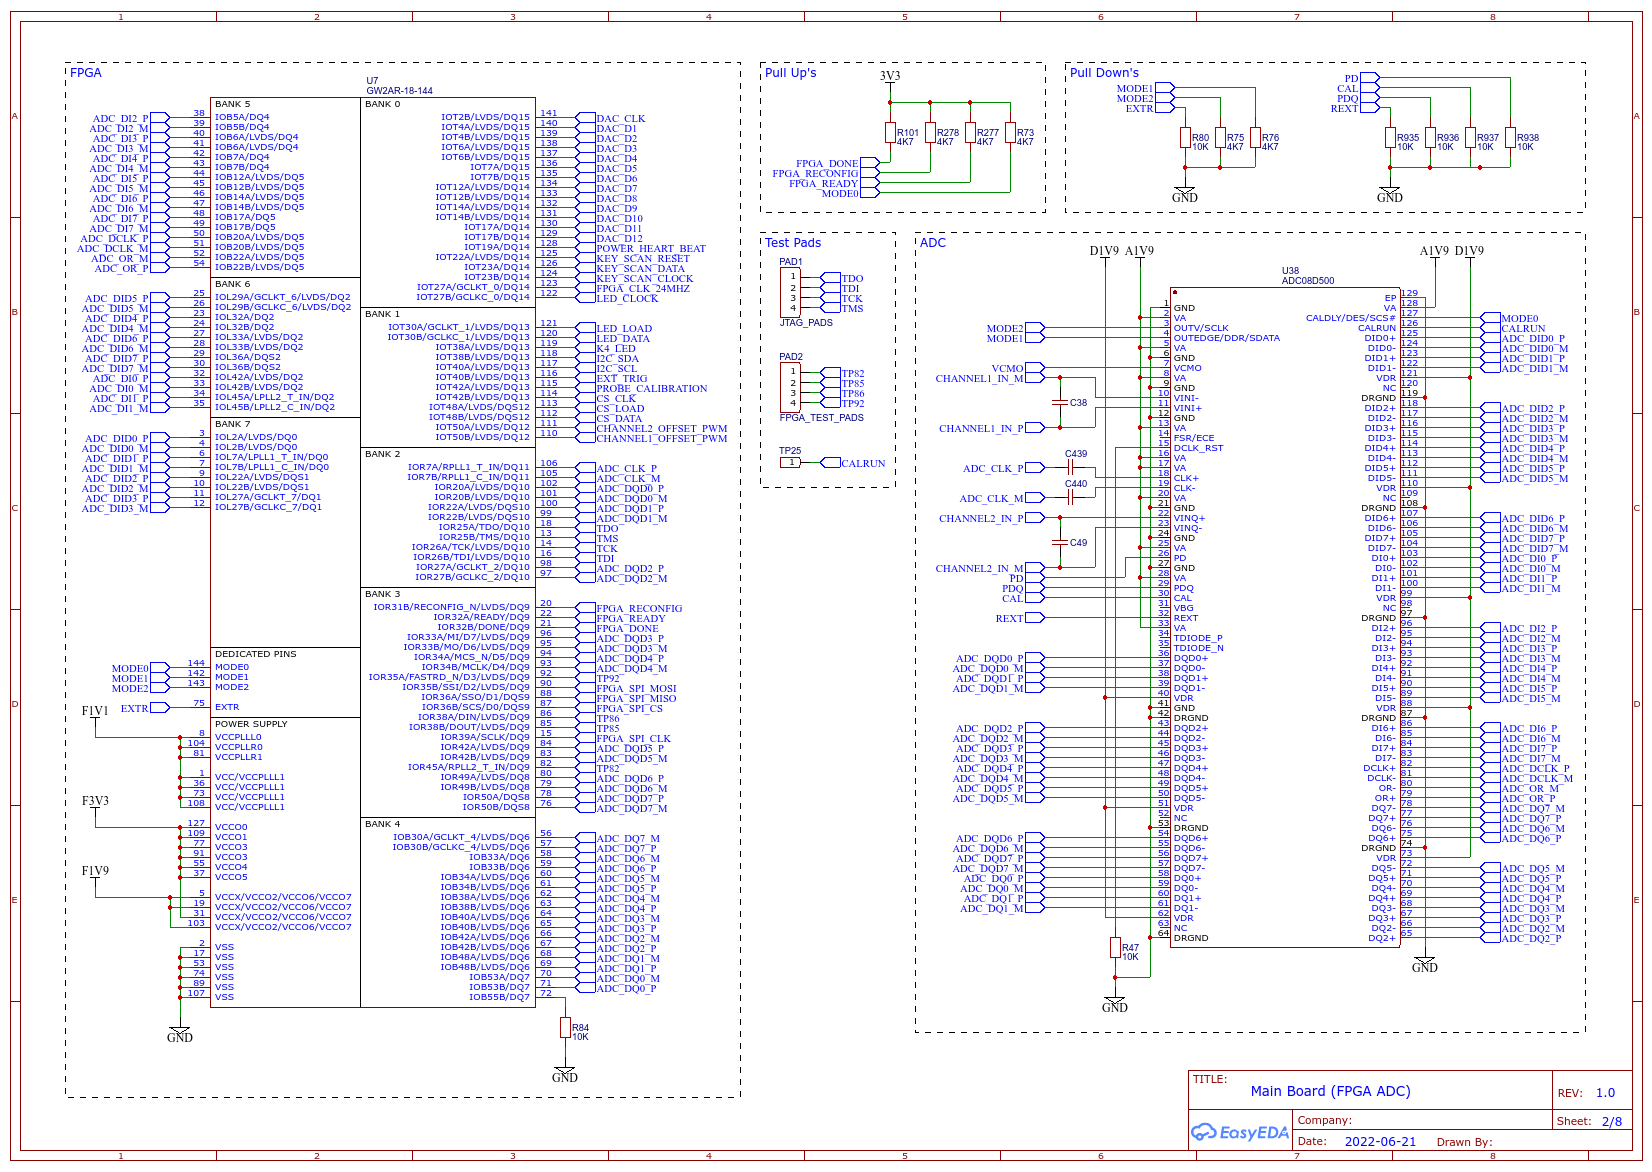 1 2 3 4 5 6 7 8
A
B
C
D
E
FPGA
U7
GW2AR-18-144
BANK 5
ADC_DI2_P 38 IOB5A/DQ4
ADC_DI2_M 39 IOB5B/DQ4
ADC_DI3_P 40 IOB6A/LVDS/DQ4
ADC_DI3_M 41 IOB6A/LVDS/DQ4
ADC_DI4_P 42 IOB7A/DQ4
ADC_DI4_M 43 IOB7B/DQ4
ADC_DI5_P 44 IOB12A/LVDS/DQ5
ADC_DI5_M 45 IOB12B/LVDS/DQ5
ADC_DI6_P 46 IOB14A/LVDS/DQ5
ADC_DI6_M 47 IOB14B/LVDS/DQ5
ADC_DI7_P 48 IOB17A/DQ5
ADC_DI7_M 49 IOB17B/DQ5
ADC_DCLK_P 50 IOB20A/LVDS/DQ5
ADC_DCLK_M 51 IOB20B/LVDS/DQ5
ADC_OR_M 52 IOB22A/LVDS/DQ5
ADC_OR_P 54 IOB22B/LVDS/DQ5
BANK 6
ADC_DID5_P 25 IOL29A/GCLKT_6/LVDS/DQ2
ADC_DID5_M 26 IOL29B/GCLKC_6/LVDS/DQ2
ADC_DID4_P 23 IOL32A/DQ2
ADC_DID4_M 24 IOL32B/DQ2
ADC_DID6_P 27 IOL33A/LVDS/DQ2
ADC_DID6_M 28 IOL33B/LVDS/DQ2
ADC_DID7_P 29 IOL36A/DQS2
ADC_DID7_M 30 IOL36B/DQS2
ADC_DI0_P 32 IOL42A/LVDS/DQ2
ADC_DI0_M 33 IOL42B/LVDS/DQ2
ADC_DI1_P 34 IOL45A/LPLL2_T_IN/DQ2
ADC_DI1_M 35 IOL45B/LPLL2_C_IN/DQ2
BANK 7
ADC_DID0_P 3 IOL2A/LVDS/DQ0
ADC_DID0_M 4 IOL2B/LVDS/DQ0
ADC_DID1_P 6 IOL7A/LPLL1_T_IN/DQ0
ADC_DID1_M 7 IOL7B/LPLL1_C_IN/DQ0
ADC_DID2_P 9 IOL22A/LVDS/DQS1
ADC_DID2_M 10 IOL22B/LVDS/DQS1
ADC_DID3_P 11 IOL27A/GCLKT_7/DQ1
ADC_DID3_M 12 IOL27B/GCLKC_7/DQ1
DEDICATED PINS
MODE0 144 MODE0
MODE1 142 MODE1
MODE2 143 MODE2
EXTR 75 EXTR
POWER SUPPLY
F1V1
8 VCCPLLL0
104 VCCPLLR0
81 VCCPLLR1
1 VCC/VCCPLLL1
36 VCC/VCCPLLL1
73 VCC/VCCPLLL1
108 VCC/VCCPLLL1
F3V3
127 VCCO0
109 VCCO1
77 VCCO3
91 VCCO3
55 VCCO4
37 VCCO5
F1V9
5 VCCX/VCCO2/VCCO6/VCCO7
19 VCCX/VCCO2/VCCO6/VCCO7
31 VCCX/VCCO2/VCCO6/VCCO7
103 VCCX/VCCO2/VCCO6/VCCO7
2 VSS
17 VSS
53 VSS
74 VSS
89 VSS
107 VSS
GND
BANK 0
IOT2B/LVDS/DQ15 141 DAC_CLK
IOT4A/LVDS/DQ15 140 DAC_D1
IOT4B/LVDS/DQ15 139 DAC_D2
IOT6A/LVDS/DQ15 138 DAC_D3
IOT6B/LVDS/DQ15 137 DAC_D4
IOT7A/DQ15 136 DAC_D5
IOT7B/DQ15 135 DAC_D6
IOT12A/LVDS/DQ14 134 DAC_D7
IOT12B/LVDS/DQ14 133 DAC_D8
IOT14A/LVDS/DQ14 132 DAC_D9
IOT14B/LVDS/DQ14 131 DAC_D10
IOT17A/DQ14 130 DAC_D11
IOT17B/DQ14 129 DAC_D12
IOT19A/DQ14 128 POWER_HEART_BEAT
IOT22A/LVDS/DQ14 125 KEY_SCAN_RESET
IOT23A/DQ14 126 KEY_SCAN_DATA
IOT23B/DQ14 124 KEY_SCAN_CLOCK
IOT27A/GCLKT_0/DQ14 123 FPGA_CLK_24MHZ
IOT27B/GCLKC_0/DQ14 122 LED_CLOCK
BANK 1
IOT30A/GCLKT_1/LVDS/DQ13 121 LED_LOAD
IOT30B/GCLKC_1/LVDS/DQ13 120 LED_DATA
IOT38A/LVDS/DQ13 119 K4_LED
IOT38B/LVDS/DQ13 118 I2C_SDA
IOT40A/LVDS/DQ13 117 I2C_SCL
IOT40B/LVDS/DQ13 116 EXT_TRIG
IOT42A/LVDS/DQ13 115 PROBE_CALIBRATION
IOT42B/LVDS/DQ13 114 CS_CLK
IOT48A/LVDS/DQS12 113 CS_LOAD
IOT48B/LVDS/DQS12 112 CS_DATA
IOT50A/LVDS/DQ12 111 CHANNEL2_OFFSET_PWM
IOT50B/LVDS/DQ12 110 CHANNEL1_OFFSET_PWM
BANK 2
IOR7A/RPLL1_T_IN/DQ11 106 ADC_CLK_P
IOR7B/RPLL1_C_IN/DQ11 105 ADC_CLK_M
IOR20A/LVDS/DQ10 102 ADC_DQD0_P
IOR20B/LVDS/DQ10 101 ADC_DQD0_M
IOR22A/LVDS/DQS10 100 ADC_DQD1_P
IOR22B/LVDS/DQS10 99 ADC_DQD1_M
IOR25A/TDO/DQ10 18 TDO
IOR25B/TMS/DQ10 13 TMS
IOR26A/TCK/LVDS/DQ10 14 TCK
IOR26B/TDI/LVDS/DQ10 16 TDI
IOR27A/GCLKT_2/DQ10 98 ADC_DQD2_P
IOR27B/GCLKC_2/DQ10 97 ADC_DQD2_M
BANK 3
IOR31B/RECONFIG_N/LVDS/DQ9 20 FPGA_RECONFIG
IOR32A/READY/DQ9 22 FPGA_READY
IOR32B/DONE/DQ9 21 FPGA_DONE
IOR33A/MI/D7/LVDS/DQ9 96 ADC_DQD3_P
IOR33B/MO/D6/LVDS/DQ9 95 ADC_DQD3_M
IOR34A/MCS_N/D5/DQ9 94 ADC_DQD4_P
IOR34B/MCLK/D4/DQ9 93 ADC_DQD4_M
IOR35A/FASTRD_N/D3/LVDS/DQ9 92 TP92
IOR35B/SSI/D2/LVDS/DQ9 90 FPGA_SPI_MOSI
IOR36A/SSO/D1/DQS9 88 FPGA_SPI_MISO
IOR36B/SCS/D0/DQS9 87 FPGA_SPI_CS
IOR38A/DIN/LVDS/DQ9 86 TP86
IOR38B/DOUT/LVDS/DQ9 85 TP85
IOR39A/SCLK/DQ9 15 FPGA_SPI_CLK
IOR42A/LVDS/DQ9 84 ADC_DQD5_P
IOR42B/LVDS/DQ9 83 ADC_DQD5_M
IOR45A/RPLL2_T_IN/DQ9 82 TP82
IOR49A/LVDS/DQ8 80 ADC_DQD6_P
IOR49B/LVDS/DQ8 79 ADC_DQD6_M
IOR50A/DQS8 78 ADC_DQD7_P
IOR50B/DQS8 76 ADC_DQD7_M
BANK 4
IOB30A/GCLKT_4/LVDS/DQ6 56 ADC_DQ7_M
IOB30B/GCLKC_4/LVDS/DQ6 57 ADC_DQ7_P
IOB33A/DQ6 58 ADC_DQ6_M
IOB33B/DQ6 59 ADC_DQ6_P
IOB34A/LVDS/DQ6 60 ADC_DQ5_M
IOB34B/LVDS/DQ6 61 ADC_DQ5_P
IOB38A/LVDS/DQ6 62 ADC_DQ4_M
IOB38B/LVDS/DQ6 63 ADC_DQ4_P
IOB40A/LVDS/DQ6 64 ADC_DQ3_M
IOB40B/LVDS/DQ6 65 ADC_DQ3_P
IOB42A/LVDS/DQ6 66 ADC_DQ2_M
IOB42B/LVDS/DQ6 67 ADC_DQ2_P
IOB48A/LVDS/DQ6 68 ADC_DQ1_M
IOB48B/LVDS/DQ6 69 ADC_DQ1_P
IOB53A/DQ7 70 ADC_DQ0_M
IOB53B/DQ7 71 ADC_DQ0_P
IOB55B/DQ7 72
R84
10K
GND
Pull Up's
3V3
R101 R278 R277 R73
4K7 4K7 4K7 4K7
FPGA_DONE
FPGA_RECONFIG
FPGA_READY
MODE0
Pull Down's
MODE1
MODE2
EXTR
R80 R75 R76
10K 4K7 4K7
GND
PD
CAL
PDQ
REXT
R935 R936 R937 R938
10K 10K 10K 10K
GND
Test Pads
PAD1
1 TDO
2 TDI
3 TCK
4 TMS
JTAG_PADS
PAD2
1 TP82
2 TP85
3 TP86
4 TP92
FPGA_TEST_PADS
TP25
1 CALRUN
ADC
D1V9 A1V9
A1V9 D1V9
U38
ADC08D500
1 GND
2 VA
MODE2 3 OUTV/SCLK
MODE1 4 OUTEDGE/DDR/SDATA
5 VA
6 GND
VCMO 7 VCMO
CHANNEL1_IN_M 8 VA
9 GND
10 VINI-
C38
11 VINI+
12 GND
CHANNEL1_IN_P 13 VA
14 FSR/ECE
15 DCLK_RST
16 VA
C439
ADC_CLK_P 17 VA
18 CLK+
19 CLK-
C440
ADC_CLK_M 20 VA
21 GND
CHANNEL2_IN_P 22 VINQ+
23 VINQ-
24 GND
C49
25 VA
26 PD
CHANNEL2_IN_M 27 GND
PD 28 VA
PDQ 29 PDQ
CAL 30 CAL
31 VBG
REXT 32 REXT
33 VA
34 TDIODE_P
35 TDIODE_N
ADC_DQD0_P 36 DQD0+
ADC_DQD0_M 37 DQD0-
ADC_DQD1_P 38 DQD1+
ADC_DQD1_M 39 DQD1-
40 VDR
41 GND
42 DRGND
ADC_DQD2_P 43 DQD2+
ADC_DQD2_M 44 DQD2-
ADC_DQD3_P 45 DQD3+
ADC_DQD3_M 46 DQD3-
ADC_DQD4_P 47 DQD4+
ADC_DQD4_M 48 DQD4-
ADC_DQD5_P 49 DQD5+
ADC_DQD5_M 50 DQD5-
51 VDR
52 NC
53 DRGND
ADC_DQD6_P 54 DQD6+
ADC_DQD6_M 55 DQD6-
ADC_DQD7_P 56 DQD7+
ADC_DQD7_M 57 DQD7-
ADC_DQ0_P 58 DQ0+
ADC_DQ0_M 59 DQ0-
ADC_DQ1_P 60 DQ1+
ADC_DQ1_M 61 DQ1-
62 VDR
63 NC
64 DRGND
R47
10K
GND
EP 129
VA 128
CALDLY/DES/SCS# 127 MODE0
CALRUN 126 CALRUN
DID0+ 125 ADC_DID0_P
DID0- 124 ADC_DID0_M
DID1+ 123 ADC_DID1_P
DID1- 122 ADC_DID1_M
VDR 121
NC 120
DRGND 119
DID2+ 118 ADC_DID2_P
DID2- 117 ADC_DID2_M
DID3+ 116 ADC_DID3_P
DID3- 115 ADC_DID3_M
DID4+ 114 ADC_DID4_P
DID4- 113 ADC_DID4_M
DID5+ 112 ADC_DID5_P
DID5- 111 ADC_DID5_M
VDR 110
NC 109
DRGND 108
DID6+ 107 ADC_DID6_P
DID6- 106 ADC_DID6_M
DID7+ 105 ADC_DID7_P
DID7- 104 ADC_DID7_M
DI0+ 103 ADC_DI0_P
DI0- 102 ADC_DI0_M
DI1+ 101 ADC_DI1_P
DI1- 100 ADC_DI1_M
VDR 99
NC 98
DRGND 97
DI2+ 96 ADC_DI2_P
DI2- 95 ADC_DI2_M
DI3+ 94 ADC_DI3_P
DI3- 93 ADC_DI3_M
DI4+ 92 ADC_DI4_P
DI4- 91 ADC_DI4_M
DI5+ 90 ADC_DI5_P
DI5- 89 ADC_DI5_M
VDR 88
DRGND 87
DI6+ 86 ADC_DI6_P
DI6- 85 ADC_DI6_M
DI7+ 84 ADC_DI7_P
DI7- 83 ADC_DI7_M
DCLK+ 82 ADC_DCLK_P
DCLK- 81 ADC_DCLK_M
OR- 80 ADC_OR_M
OR+ 79 ADC_OR_P
DQ7- 78 ADC_DQ7_M
DQ7+ 77 ADC_DQ7_P
DQ6- 76 ADC_DQ6_M
DQ6+ 75 ADC_DQ6_P
DRGND 74
VDR 73
DQ5- 72 ADC_DQ5_M
DQ5+ 71 ADC_DQ5_P
DQ4- 70 ADC_DQ4_M
DQ4+ 69 ADC_DQ4_P
DQ3- 68 ADC_DQ3_M
DQ3+ 67 ADC_DQ3_P
DQ2- 66 ADC_DQ2_M
DQ2+ 65 ADC_DQ2_P
GND
TITLE:
Main Board (FPGA ADC)
REV: 1.0
EasyEDA
Company:
Sheet: 2/8
Date: 2022-06-21 Drawn By:
A
B
C
D
E
1 2 3 4 5 6 7 8